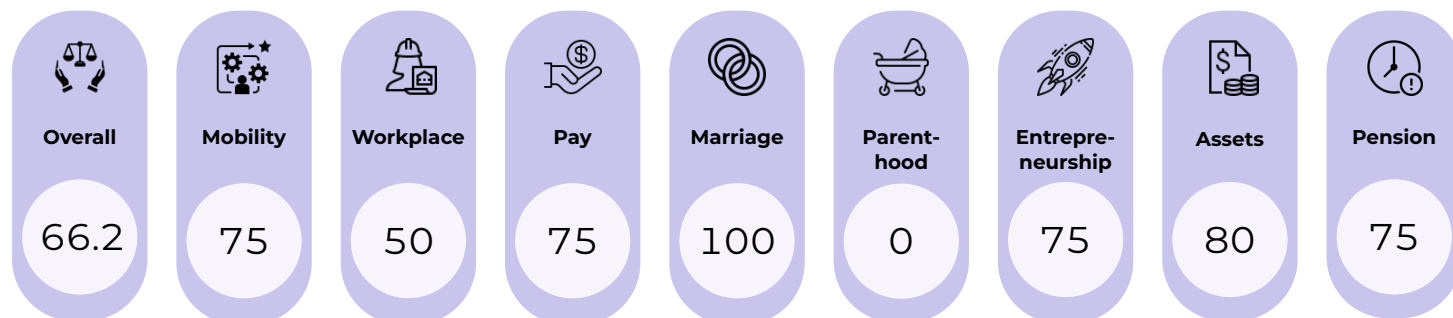 Overall
66.2
Mobility
75
Workplace
50
Pay
75
Marriage
100
Parent-
hood
0
Entrepre-
neurship
75
Assets
80
Pension
75